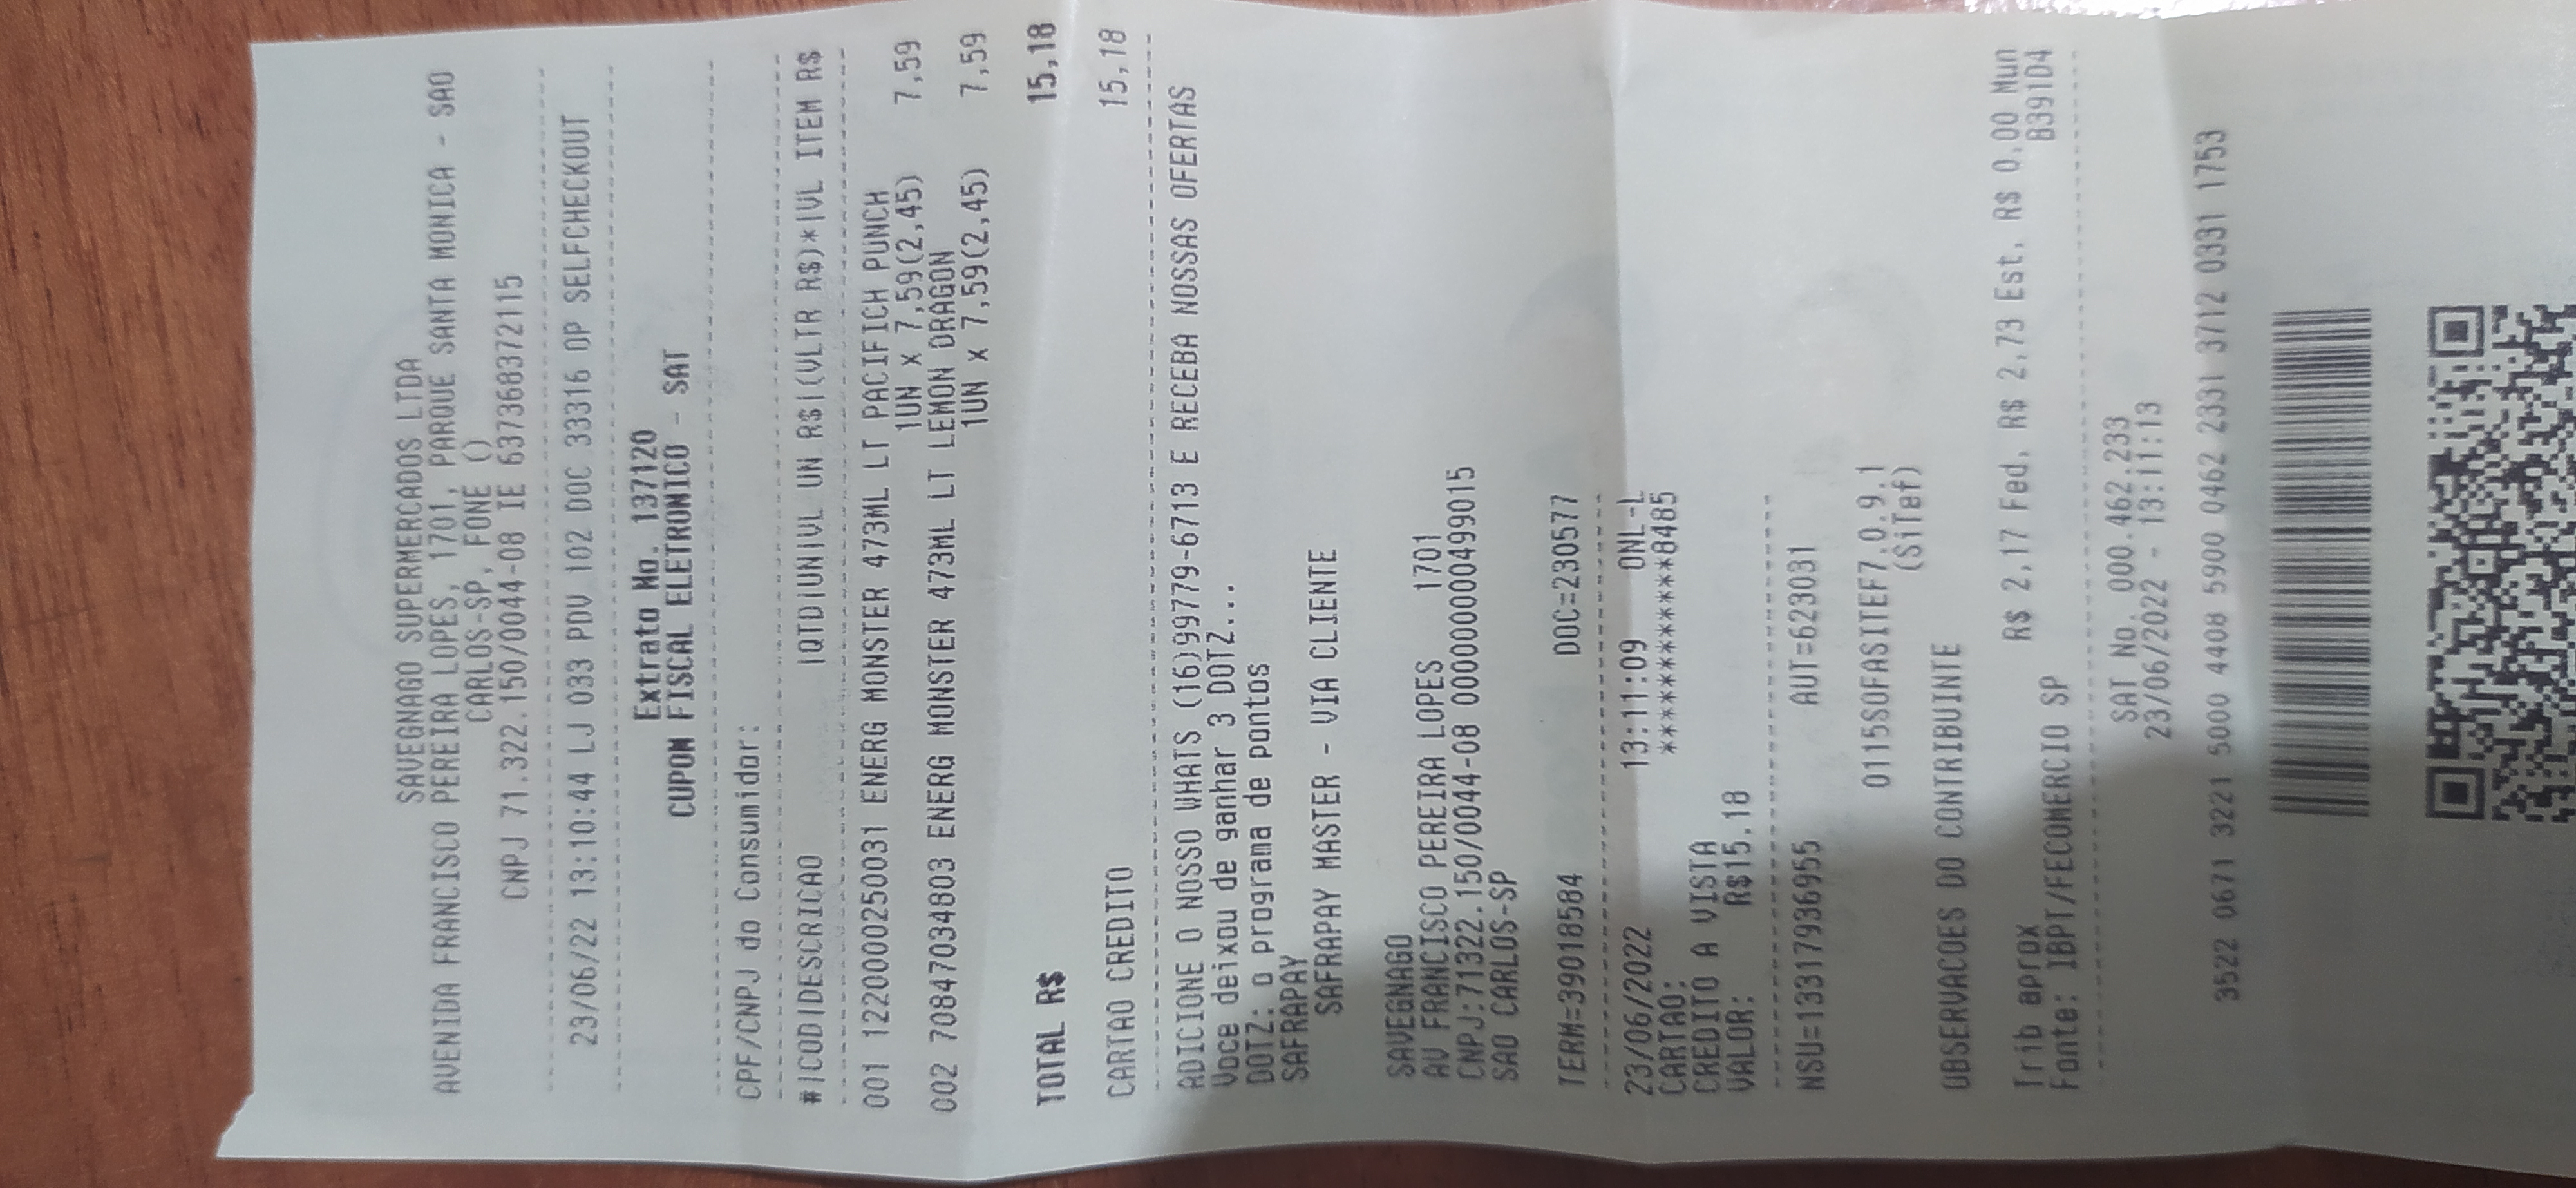 SAVEGNAGO SUPERMERCADOS LTDA
AVENIDA FRANCISCO PEREIRA LOPES, 1701, PARQUE SANTA MONICA - SAO
CARLOS-SP, FONE ()
CNPJ 71.322.150/0044-08 IE 637368372115
23/06/22 13:10:44 LJ 033 PDV 102 DOC 33316 OP SELFCHECKOUT
Extrato No. 137120
CUPOM FISCAL ELETRONICO - SAT
CPF/CNPJ do Consumidor:
#|COD|DESCRICAO |QTD|UN|VL UN R$|(VLTR R$)*|VL ITEM R$
001 1220000250031 ENERG MONSTER 473ML LT PACIFICH PUNCH
1UN x 7,59(2,45) 7,59
002 70847034803 ENERG MONSTER 473ML LT LEMON DRAGON
1UN x 7,59(2,45) 7,59
TOTAL R$ 15,18
CARTAO CREDITO 15,18
ADICIONE O NOSSO WHATS (16)99779-6713 E RECEBA NOSSAS OFERTAS
Voce deixou de ganhar 3 DOTZ...
DOTZ: o programa de pontos
SAFRAPAY
SAFRAPAY MASTER - VIA CLIENTE
SAVEGNAGO
AV FRANCISCO PEREIRA LOPES 1701
CNPJ:71322.150/0044-08 000000000499015
SAO CARLOS-SP
TERM=39018584 DOC=230577
23/06/2022 13:11:09 ONL-L
CARTAO: ************8485
CREDITO A VISTA
VALOR: R$15.18
NSU=13317936955 AUT=623031
0115SOFASITEF7.0.9.1
(SiTef)
OBSERVACOES DO CONTRIBUINTE
Trib aprox R$ 2,17 Fed, R$ 2,73 Est, R$ 0,00 Mun
Fonte: IBPT/FECOMERCIO SP B391D4
SAT No. 000.462.233
23/06/2022 - 13:11:13
3522 0671 3221 5000 4408 5900 0462 2331 3712 0331 1753